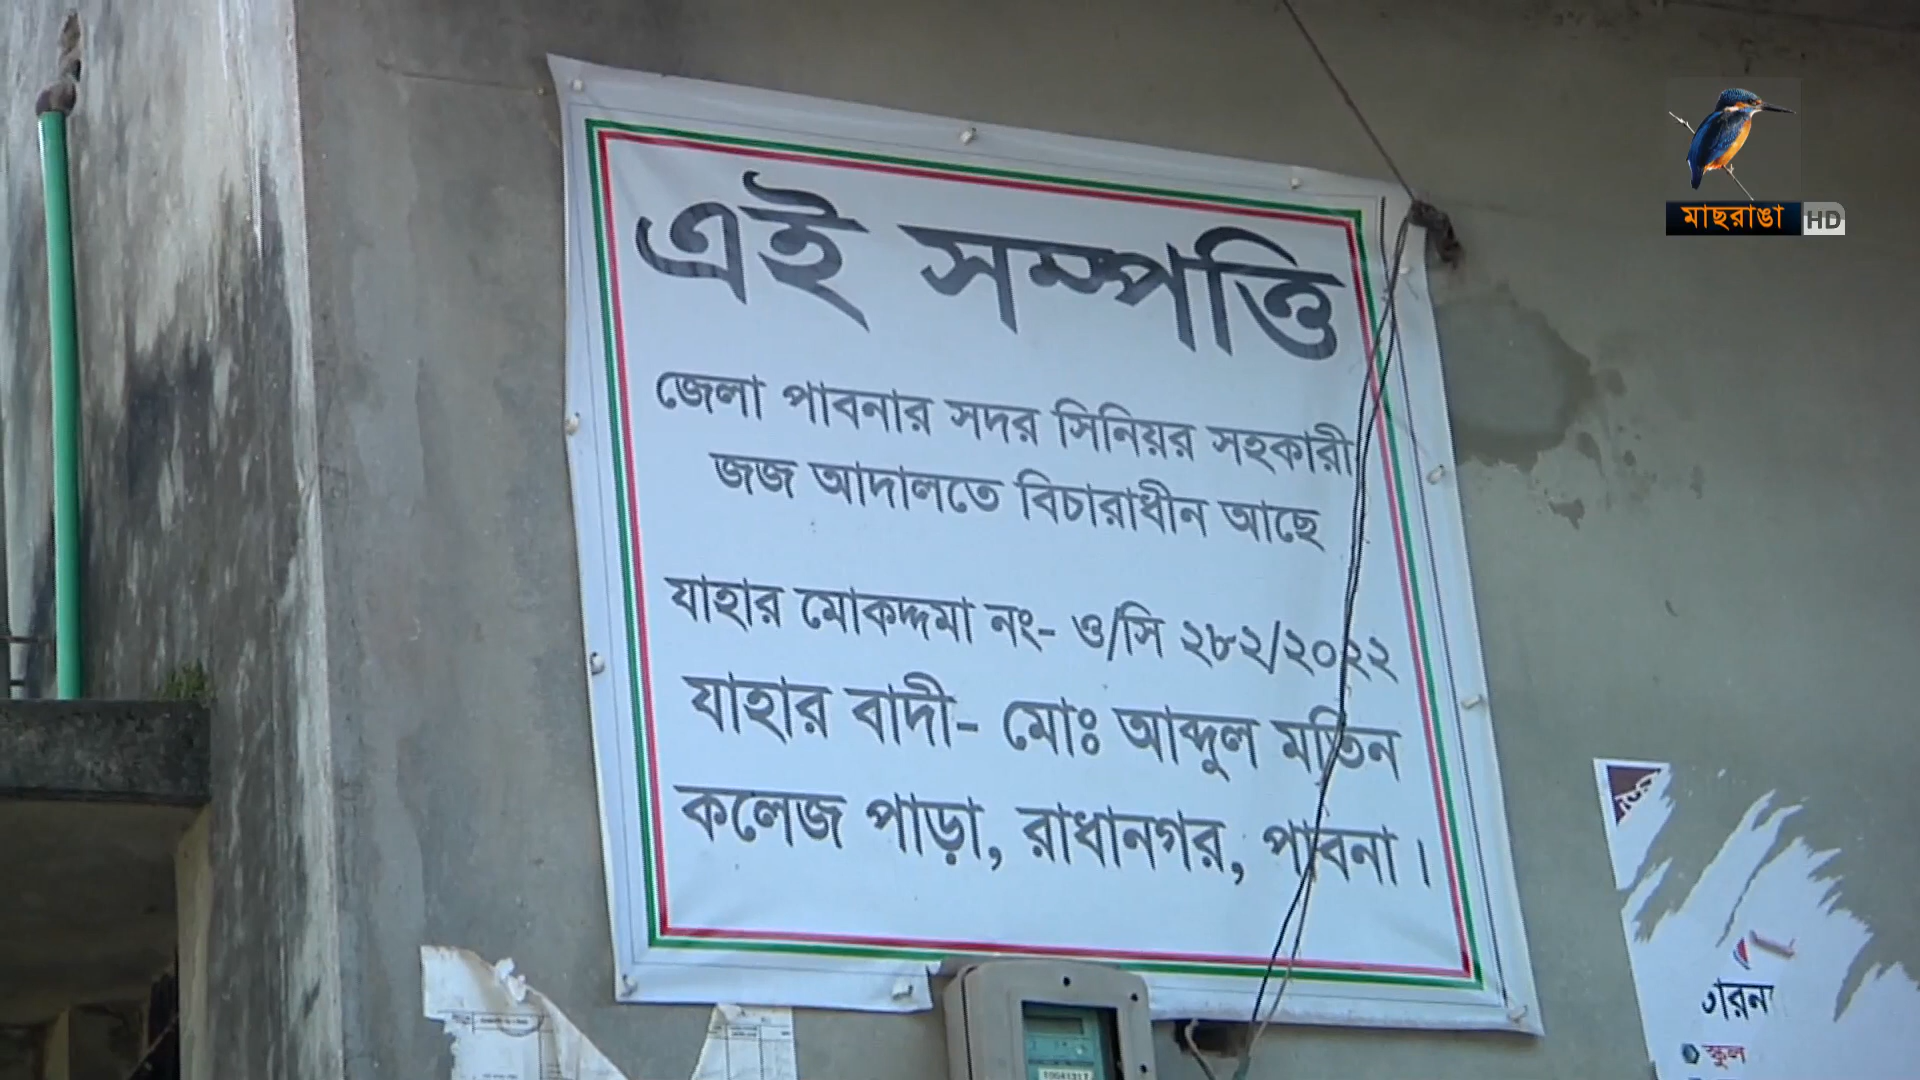 মাছরাঙা HD
এই সম্পত্তি
জেলা পাবনার সদর সিনিয়র সহকারী
জজ আদালতে বিচারাধীন আছে
যাহার মোকদ্দমা নং- ও/সি ২৮২/২০২২
যাহার বাদী- মোঃ আব্দুল মতিন
কলেজ পাড়া, রাধানগর, পাবনা।
স্কুল